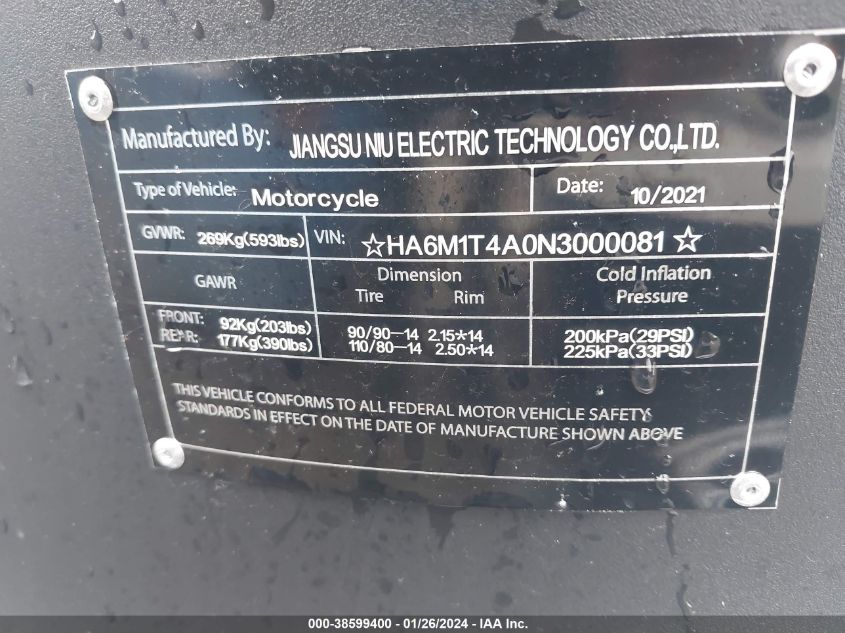 Manufactured By: JIANGSU NIU ELECTRIC TECHNOLOGY CO.,LTD.
Type of Vehicle: Motorcycle Date: 10/2021
GVWR: 269Kg(593lbs) VIN: ☆HA6M1T4A0N3000081☆
GAWR Dimension Cold Inflation
Tire Rim Pressure
FRONT: 92Kg(203lbs) 90/90-14 2.15*14 200kPa(29PSI)
REAR: 177Kg(390lbs) 110/80-14 2.50*14 225kPa(33PSI)
THIS VEHICLE CONFORMS TO ALL FEDERAL MOTOR VEHICLE SAFETY
STANDARDS IN EFFECT ON THE DATE OF MANUFACTURE SHOWN ABOVE
000-38599400 - 01/26/2024 - IAA Inc.